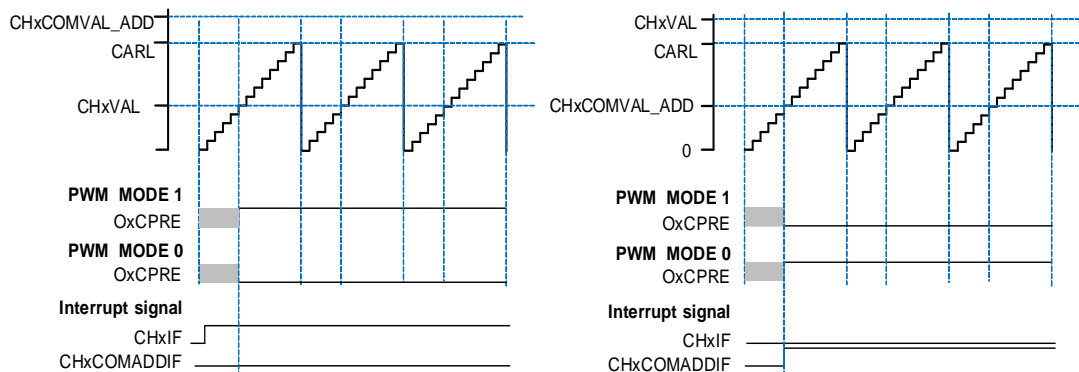 CHxCOMVAL_ADD
CARL
CHxVAL
PWM MODE 1
OxCPRE
PWM MODE 0
OxCPRE
Interrupt signal
CHxIF
CHxCOMADDIF
CHxVAL
CARL
CHxCOMVAL_ADD
0
PWM MODE 1
OxCPRE
PWM MODE 0
OxCPRE
Interrupt signal
CHxIF
CHxCOMADDIF